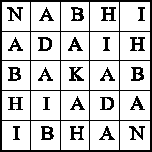 N A B H I
A D A I H
B A K A B
H I A D A
I B H A N